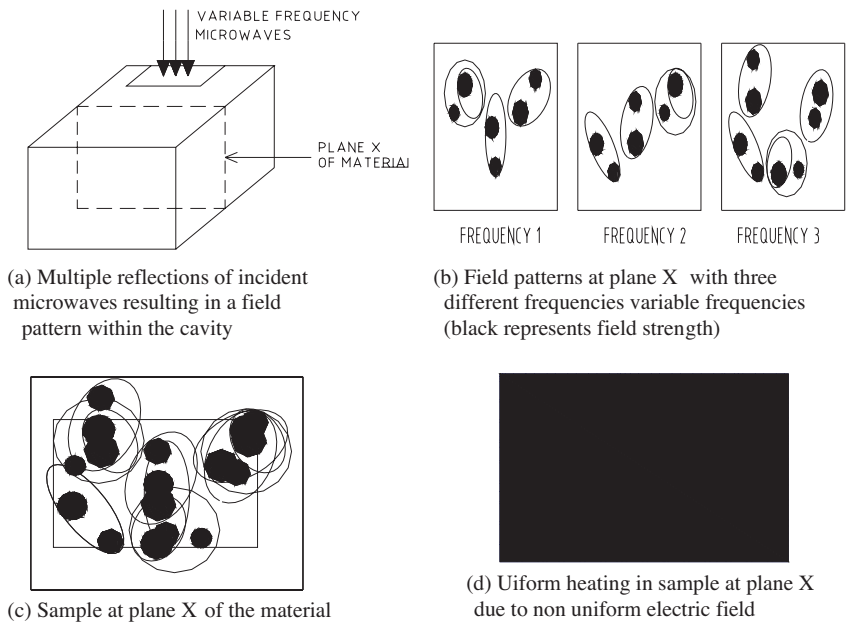 VARIABLE FREQUENCY
MICROWAVES
PLANE X
OF MATERIAL
(a) Multiple reflections of incident
microwaves resulting in a field
pattern within the cavity
FREQUENCY 1
FREQUENCY 2
FREQUENCY 3
(b) Field patterns at plane X with three
different frequencies variable frequencies
(black represents field strength)
(c) Sample at plane X of the material
(d) Uiform heating in sample at plane X
due to non uniform electric field